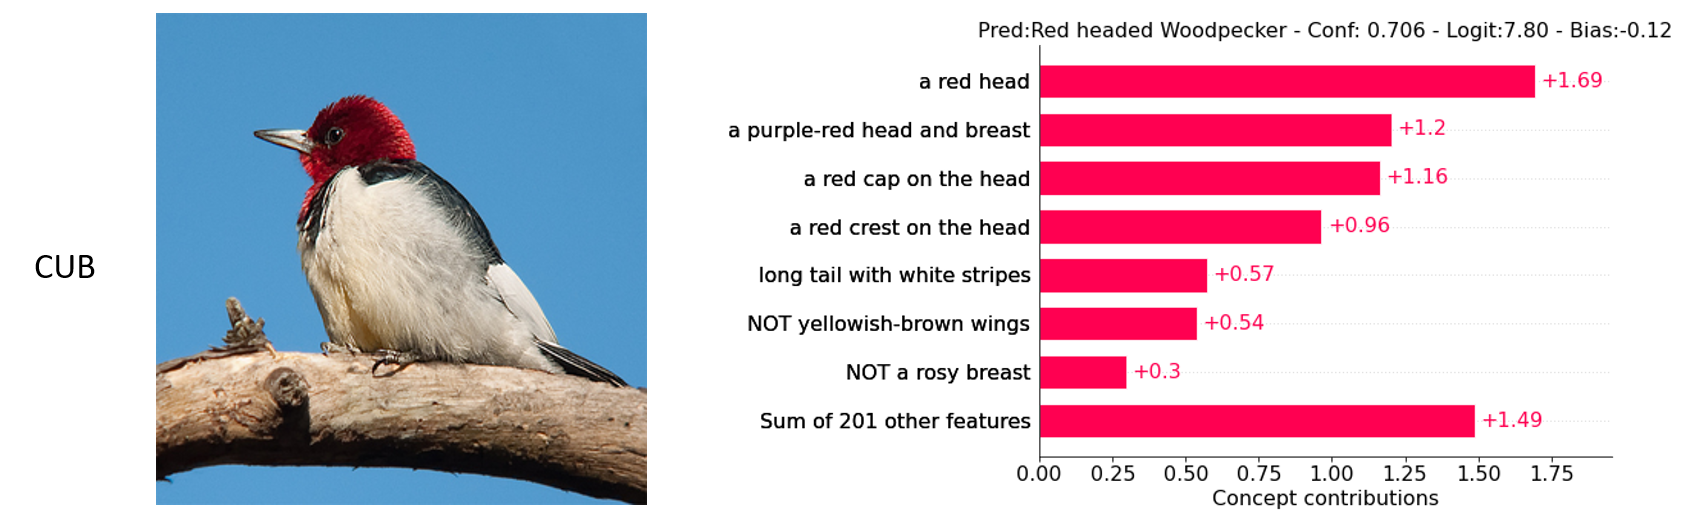 CUB
Pred:Red headed Woodpecker - Conf: 0.706 - Logit:7.80 - Bias:-0.12
a red head +1.69
a purple-red head and breast +1.2
a red cap on the head +1.16
a red crest on the head +0.96
long tail with white stripes +0.57
NOT yellowish-brown wings +0.54
NOT a rosy breast +0.3
Sum of 201 other features +1.49
0.00 0.25 0.50 0.75 1.00 1.25 1.50 1.75
Concept contributions